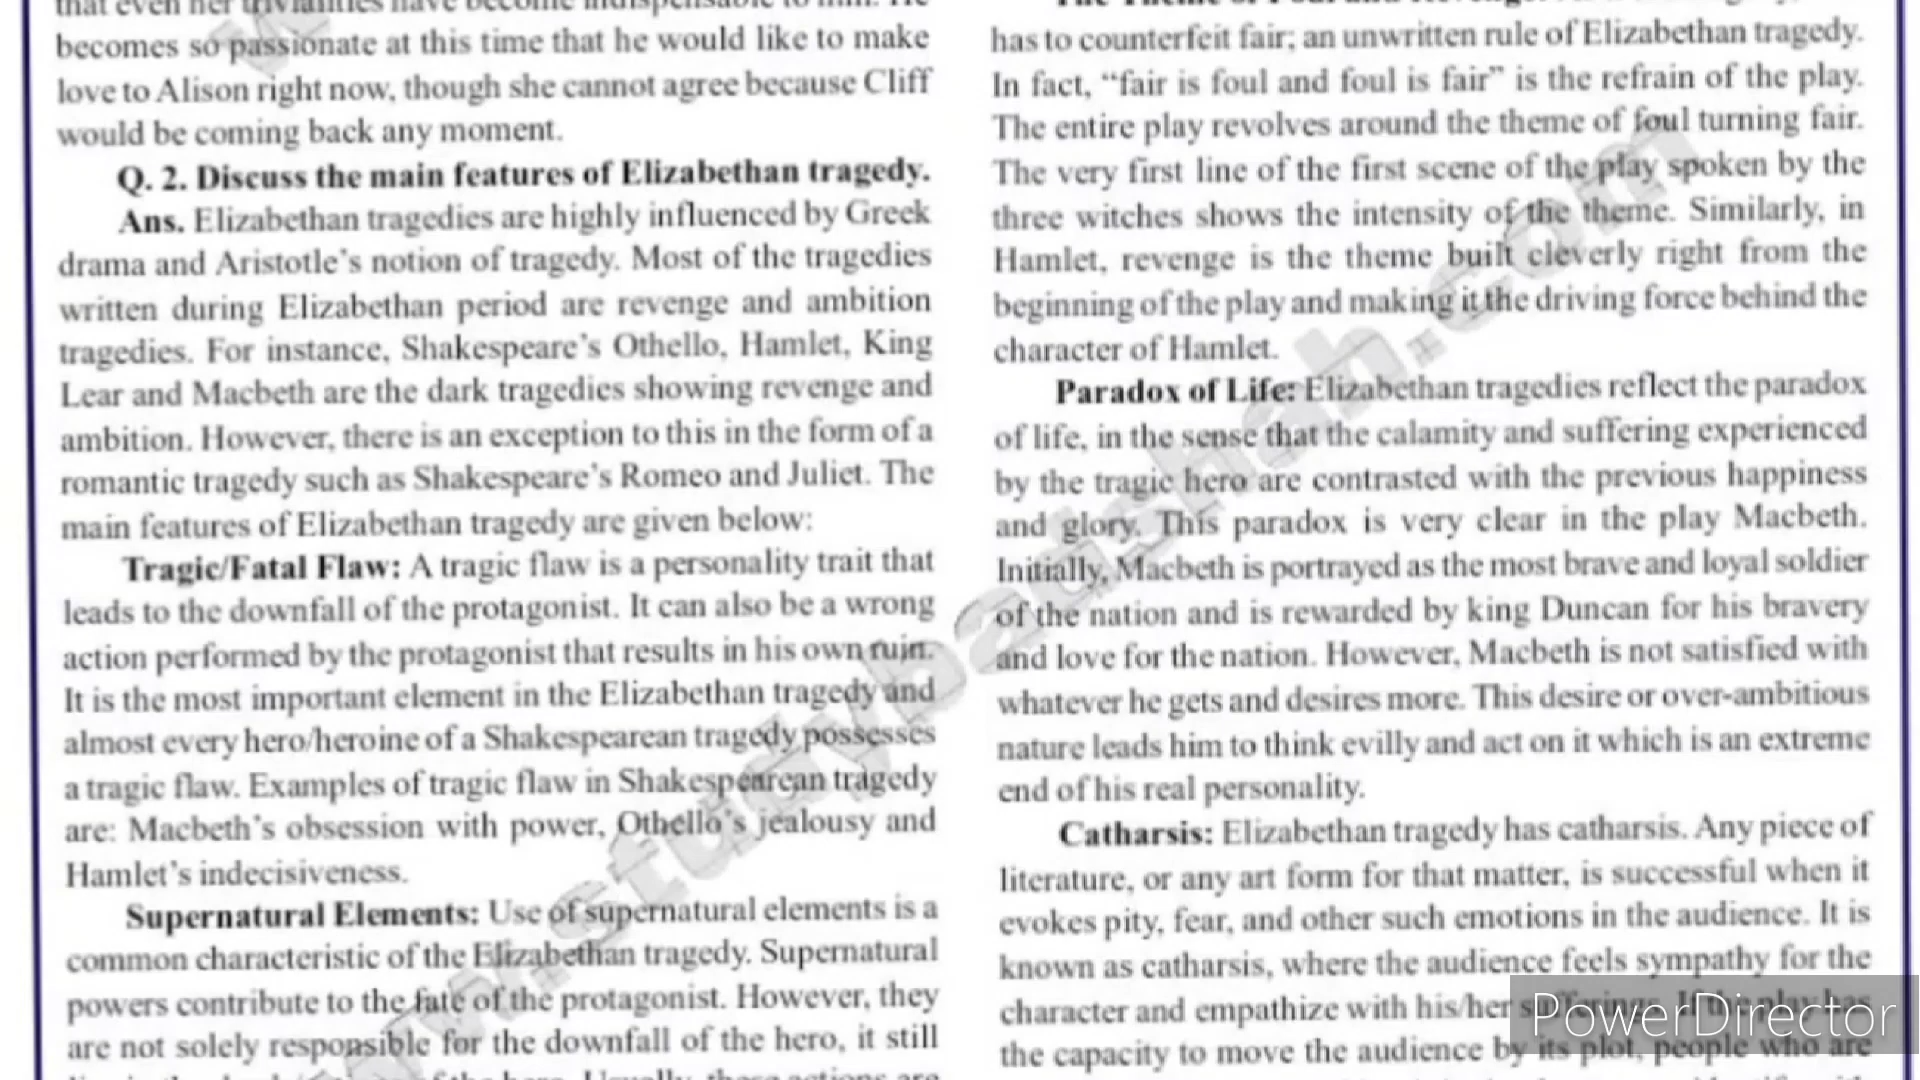 that even her trivialities have become indispensable to him. He
becomes so passionate at this time that he would like to make
love to Alison right now, though she cannot agree because Cliff
would be coming back any moment.
Q. 2. Discuss the main features of Elizabethan tragedy.
Ans. Elizabethan tragedies are highly influenced by Greek
drama and Aristotle's notion of tragedy. Most of the tragedies
written during Elizabethan period are revenge and ambition
tragedies. For instance, Shakespeare's Othello, Hamlet, King
Lear and Macbeth are the dark tragedies showing revenge and
ambition. However, there is an exception to this in the form of a
romantic tragedy such as Shakespeare's Romeo and Juliet. The
main features of Elizabethan tragedy are given below:
Tragic/Fatal Flaw: A tragic flaw is a personality trait that
leads to the downfall of the protagonist. It can also be a wrong
action performed by the protagonist that results in his own ruin.
It is the most important element in the Elizabethan tragedy and
almost every hero/heroine of a Shakespearean tragedy possesses
a tragic flaw. Examples of tragic flaw in Shakespearean tragedy
are: Macbeth's obsession with power, Othello's jealousy and
Hamlet's indecisiveness.
Supernatural Elements: Use of supernatural elements is a
common characteristic of the Elizabethan tragedy. Supernatural
powers contribute to the fate of the protagonist. However, they
are not solely responsible for the downfall of the hero, it still
has to counterfeit fair; an unwritten rule of Elizabethan tragedy.
In fact, "fair is foul and foul is fair" is the refrain of the play.
The entire play revolves around the theme of foul turning fair.
The very first line of the first scene of the play spoken by the
three witches shows the intensity of the theme. Similarly, in
Hamlet, revenge is the theme built cleverly right from the
beginning of the play and making it the driving force behind the
character of Hamlet.
Paradox of Life: Elizabethan tragedies reflect the paradox
of life, in the sense that the calamity and suffering experienced
by the tragic hero are contrasted with the previous happiness
and glory. This paradox is very clear in the play Macbeth.
Initially, Macbeth is portrayed as the most brave and loyal soldier
of the nation and is rewarded by king Duncan for his bravery
and love for the nation. However, Macbeth is not satisfied with
whatever he gets and desires more. This desire or over-ambitious
nature leads him to think evilly and act on it which is an extreme
end of his real personality.
Catharsis: Elizabethan tragedy has catharsis. Any piece of
literature, or any art form for that matter, is successful when it
evokes pity, fear, and other such emotions in the audience. It is
known as catharsis, where the audience feels sympathy for the
character and empathize with his/her sufferings. If the play has
the capacity to move the audience by its plot, people who are
www.studybadshah.com
PowerDirector